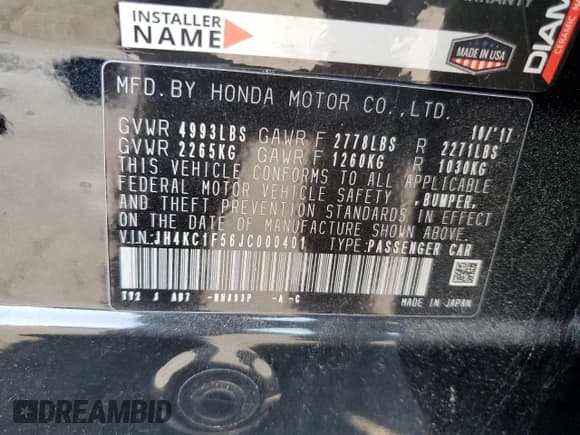 INSTALLER
NAME
WARRANTY
MADE IN USA
DIAM
CERAMIC
MFD. BY HONDA MOTOR CO., LTD.
10/'17
GVWR 4993LBS GAWR F 2778LBS R 2271LBS
GVWR 2265KG GAWR F 1260KG R 1030KG
THIS VEHICLE CONFORMS TO ALL APPLICABLE
FEDERAL MOTOR VEHICLE SAFETY ,BUMPER,
AND THEFT PREVENTION STANDARDS IN EFFECT
ON THE DATE OF MANUFACTURE SHOWN ABOVE.
V.I.N:JH4KC1F56JC000401 TYPE:PASSENGER CAR
MADE IN JAPAN
DREAMBID